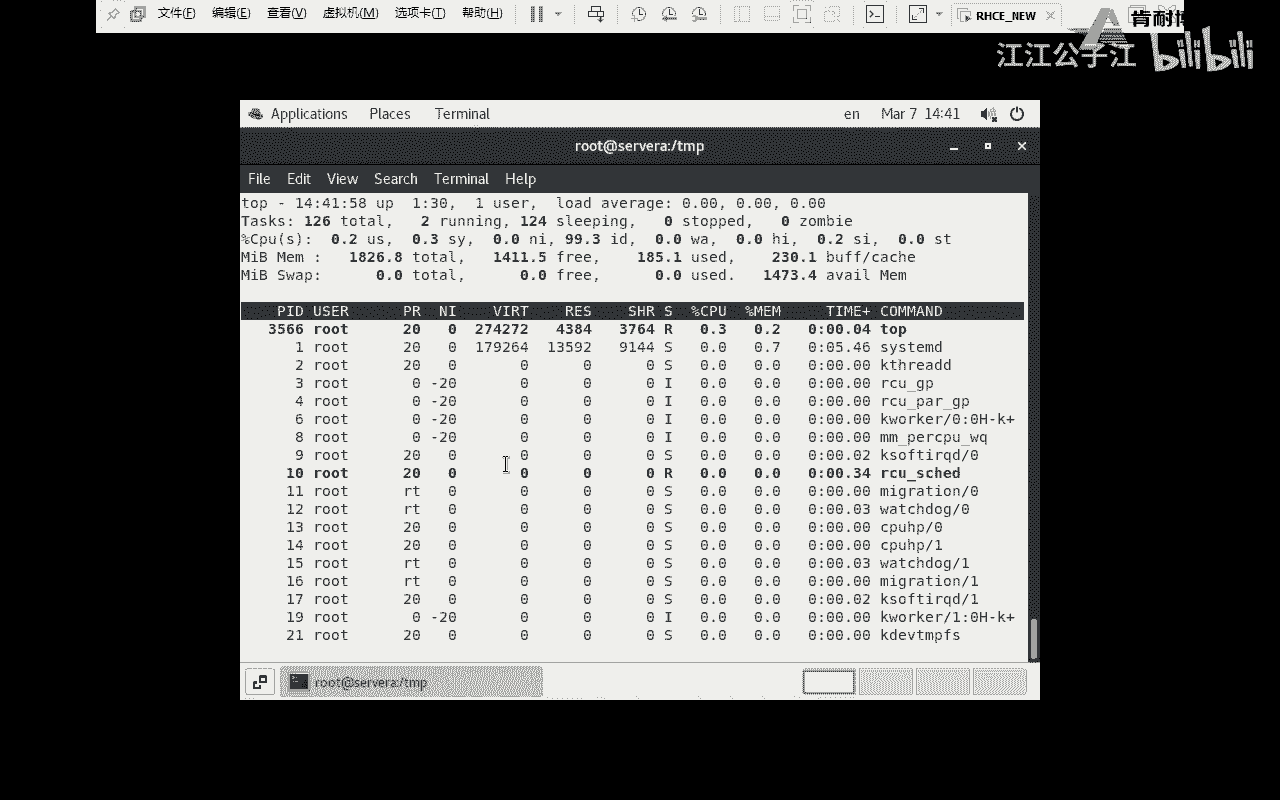 文件(F) 编辑(E) 查看(V) 虚拟机(M) 选项卡(T) 帮助(H) RHCE_NEW 肯耐博
江江公子江 bilibili
Applications Places Terminal en Mar 7 14:41
root@servera:/tmp
File Edit View Search Terminal Help
top - 14:41:58 up  1:30,  1 user,  load average: 0.00, 0.00, 0.00
Tasks: 126 total,   2 running, 124 sleeping,   0 stopped,   0 zombie
%Cpu(s):  0.2 us,  0.3 sy,  0.0 ni, 99.3 id,  0.0 wa,  0.0 hi,  0.2 si,  0.0 st
MiB Mem :   1826.8 total,   1411.5 free,    185.1 used,    230.1 buff/cache
MiB Swap:      0.0 total,      0.0 free,      0.0 used.   1473.4 avail Mem
PID USER PR NI VIRT RES SHR S %CPU %MEM TIME+ COMMAND
3566 root 20 0 274272 4384 3764 R 0.3 0.2 0:00.04 top
1 root 20 0 179264 13592 9144 S 0.0 0.7 0:05.46 systemd
2 root 20 0 0 0 0 S 0.0 0.0 0:00.00 kthreadd
3 root 0 -20 0 0 0 I 0.0 0.0 0:00.00 rcu_gp
4 root 0 -20 0 0 0 I 0.0 0.0 0:00.00 rcu_par_gp
6 root 0 -20 0 0 0 I 0.0 0.0 0:00.00 kworker/0:0H-k+
8 root 0 -20 0 0 0 I 0.0 0.0 0:00.00 mm_percpu_wq
9 root 20 0 0 0 0 S 0.0 0.0 0:00.02 ksoftirqd/0
10 root 20 0 0 0 0 R 0.0 0.0 0:00.34 rcu_sched
11 root rt 0 0 0 0 S 0.0 0.0 0:00.00 migration/0
12 root rt 0 0 0 0 S 0.0 0.0 0:00.03 watchdog/0
13 root 20 0 0 0 0 S 0.0 0.0 0:00.00 cpuhp/0
14 root 20 0 0 0 0 S 0.0 0.0 0:00.00 cpuhp/1
15 root rt 0 0 0 0 S 0.0 0.0 0:00.03 watchdog/1
16 root rt 0 0 0 0 S 0.0 0.0 0:00.00 migration/1
17 root 20 0 0 0 0 S 0.0 0.0 0:00.02 ksoftirqd/1
19 root 0 -20 0 0 0 I 0.0 0.0 0:00.00 kworker/1:0H-k+
21 root 20 0 0 0 0 S 0.0 0.0 0:00.00 kdevtmpfs
root@servera:/tmp